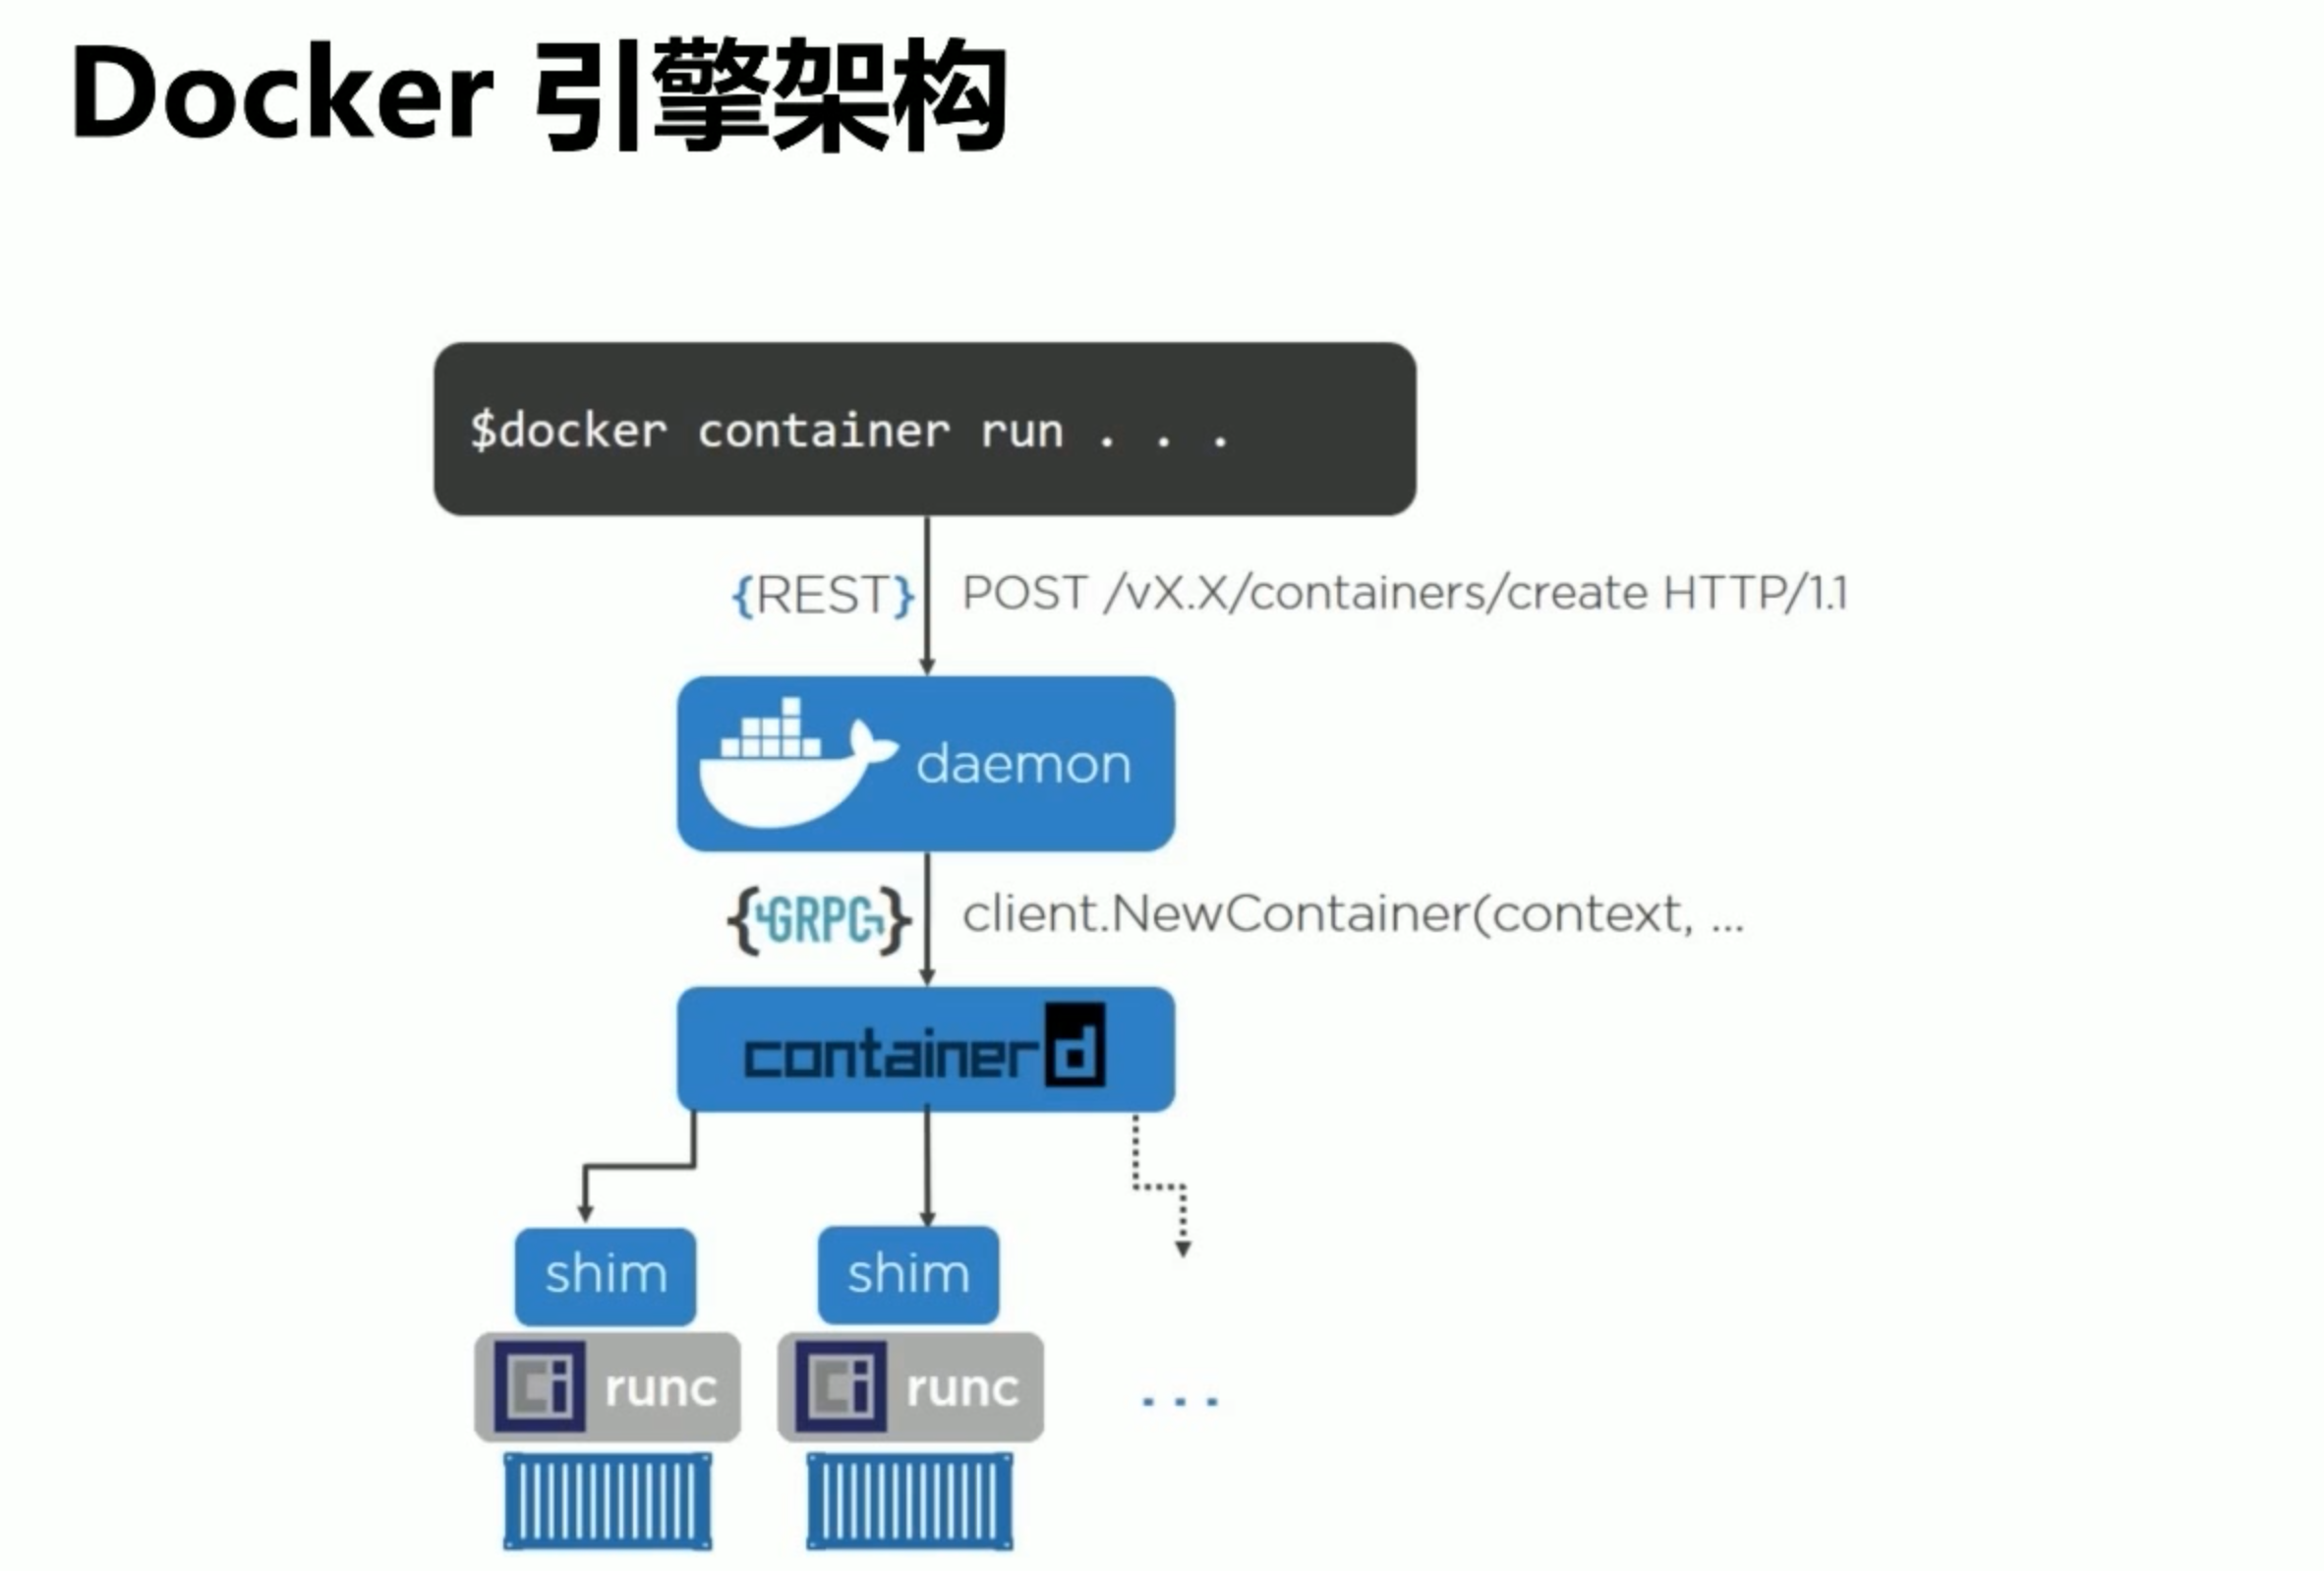 Docker 引擎架构
$docker container run . . .
{REST} POST /vX.X/containers/create HTTP/1.1
daemon
{GRPC} client.NewContainer(context, ...
containerd
shim shim
runc runc ...